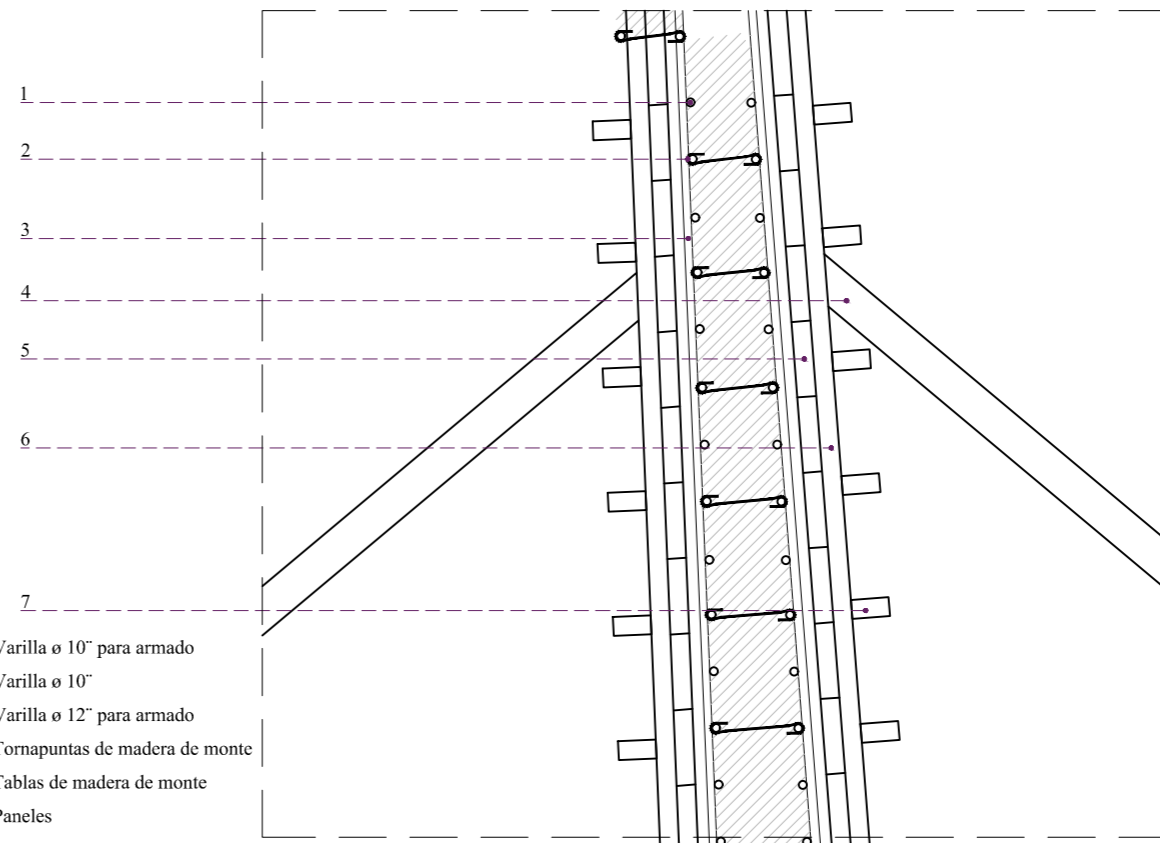 1
2
3
4
5
6
7
Varilla ø 10¨ para armado
Varilla ø 10¨
Varilla ø 12¨ para armado
Tornapuntas de madera de monte
Tablas de madera de monte
Paneles